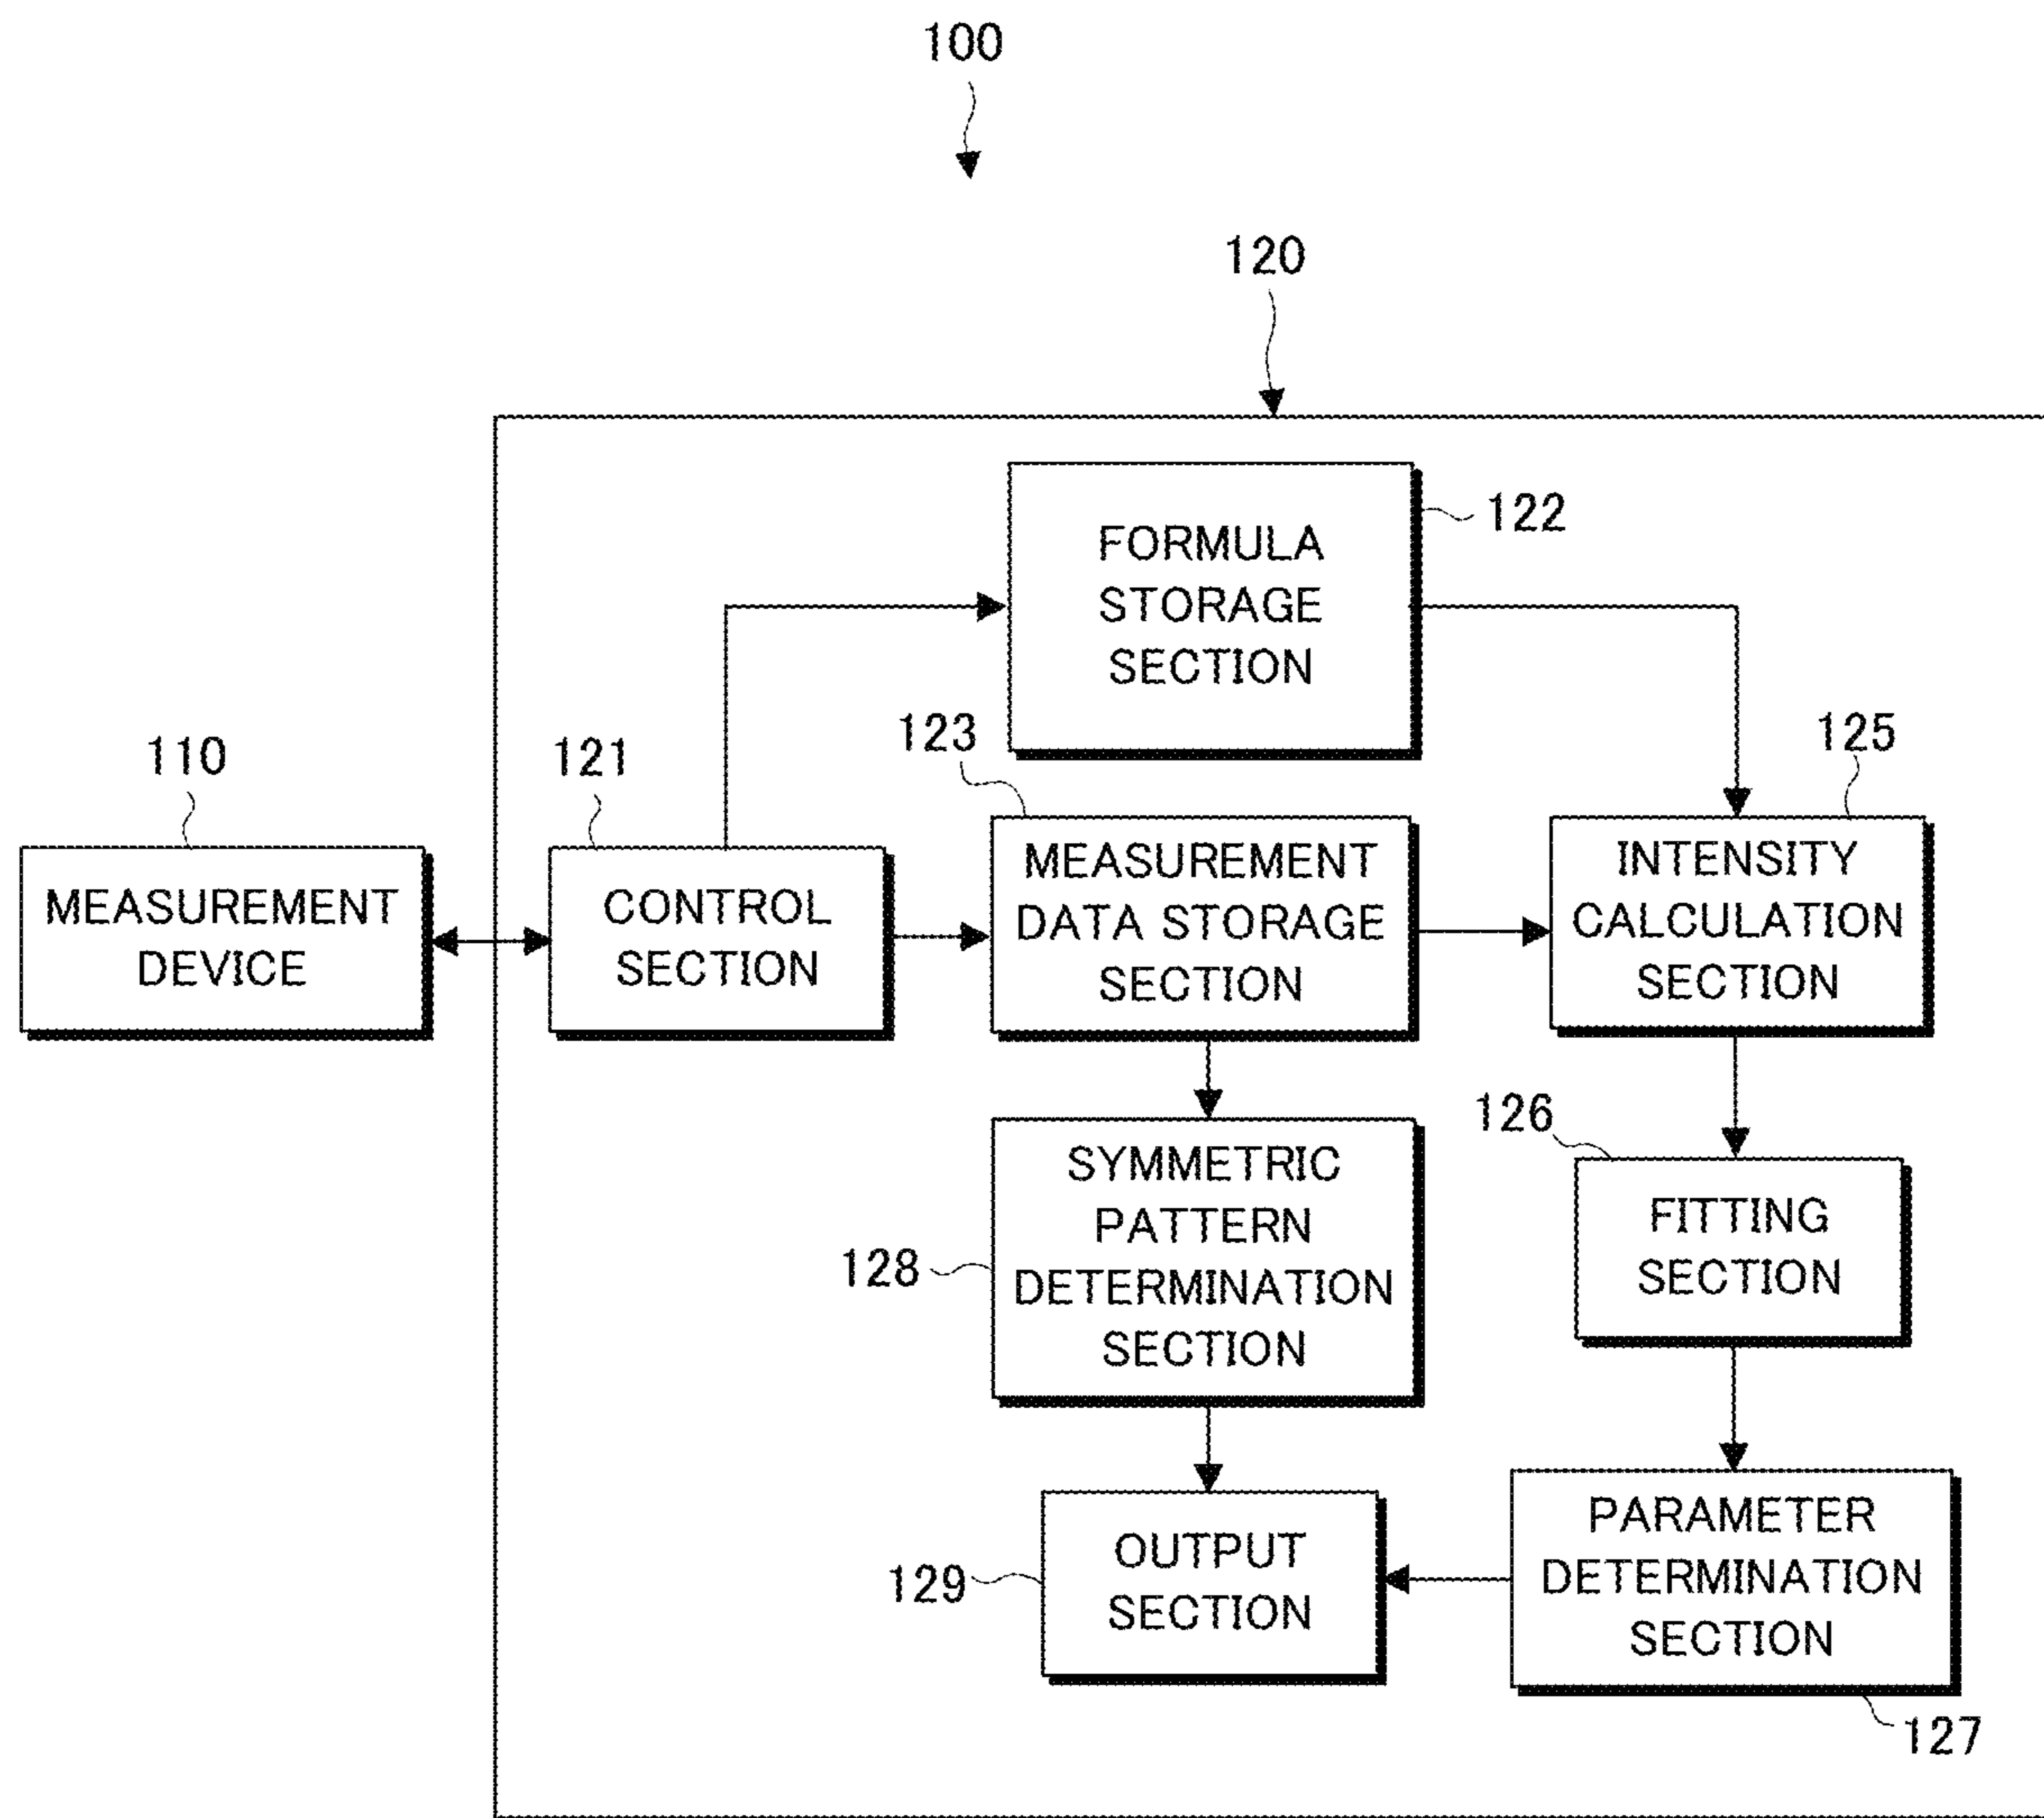 100
120
FORMULA
STORAGE
SECTION
122
123
125
110
121
MEASUREMENT
DEVICE
CONTROL
SECTION
MEASUREMENT
DATA STORAGE
SECTION
INTENSITY
CALCULATION
SECTION
126
SYMMETRIC
PATTERN
DETERMINATION
SECTION
128
FITTING
SECTION
OUTPUT
SECTION
129
PARAMETER
DETERMINATION
SECTION
127